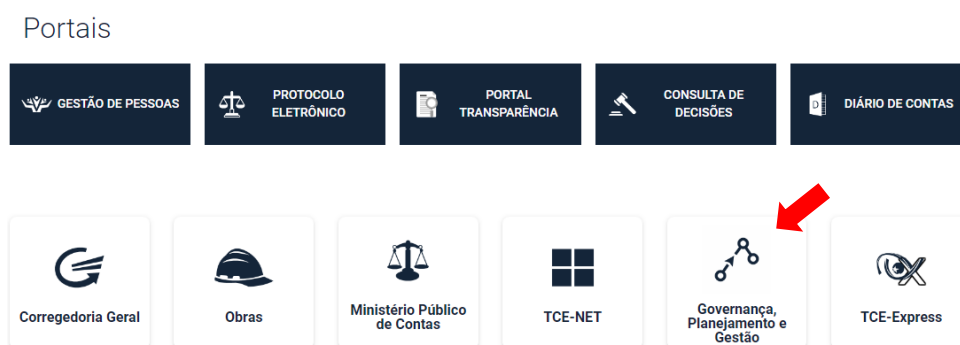 Portais
GESTÃO DE PESSOAS
PROTOCOLO
ELETRÔNICO
PORTAL
TRANSPARÊNCIA
CONSULTA DE
DECISÕES
D
DIÁRIO DE CONTAS
Corregedoria Geral
Obras
Ministério Público
de Contas
TCE-NET
Governança,
Planejamento e
Gestão
TCE-Express